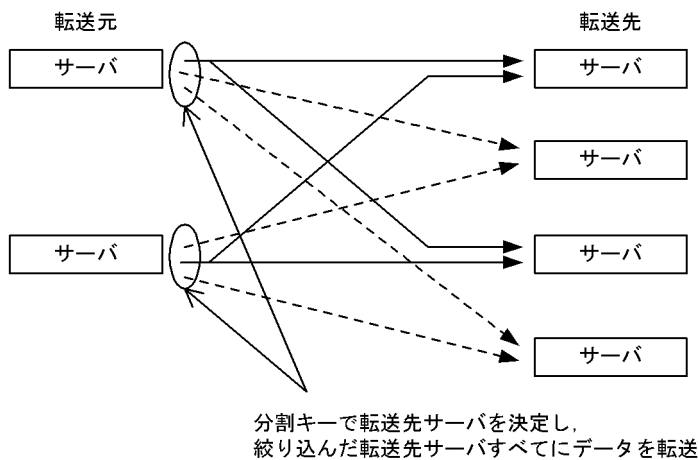 転送元
転送先
サーバ
サーバ
サーバ
サーバ
サーバ
サーバ
分割キーで転送先サーバを決定し,
絞り込んだ転送先サーバすべてにデータを転送